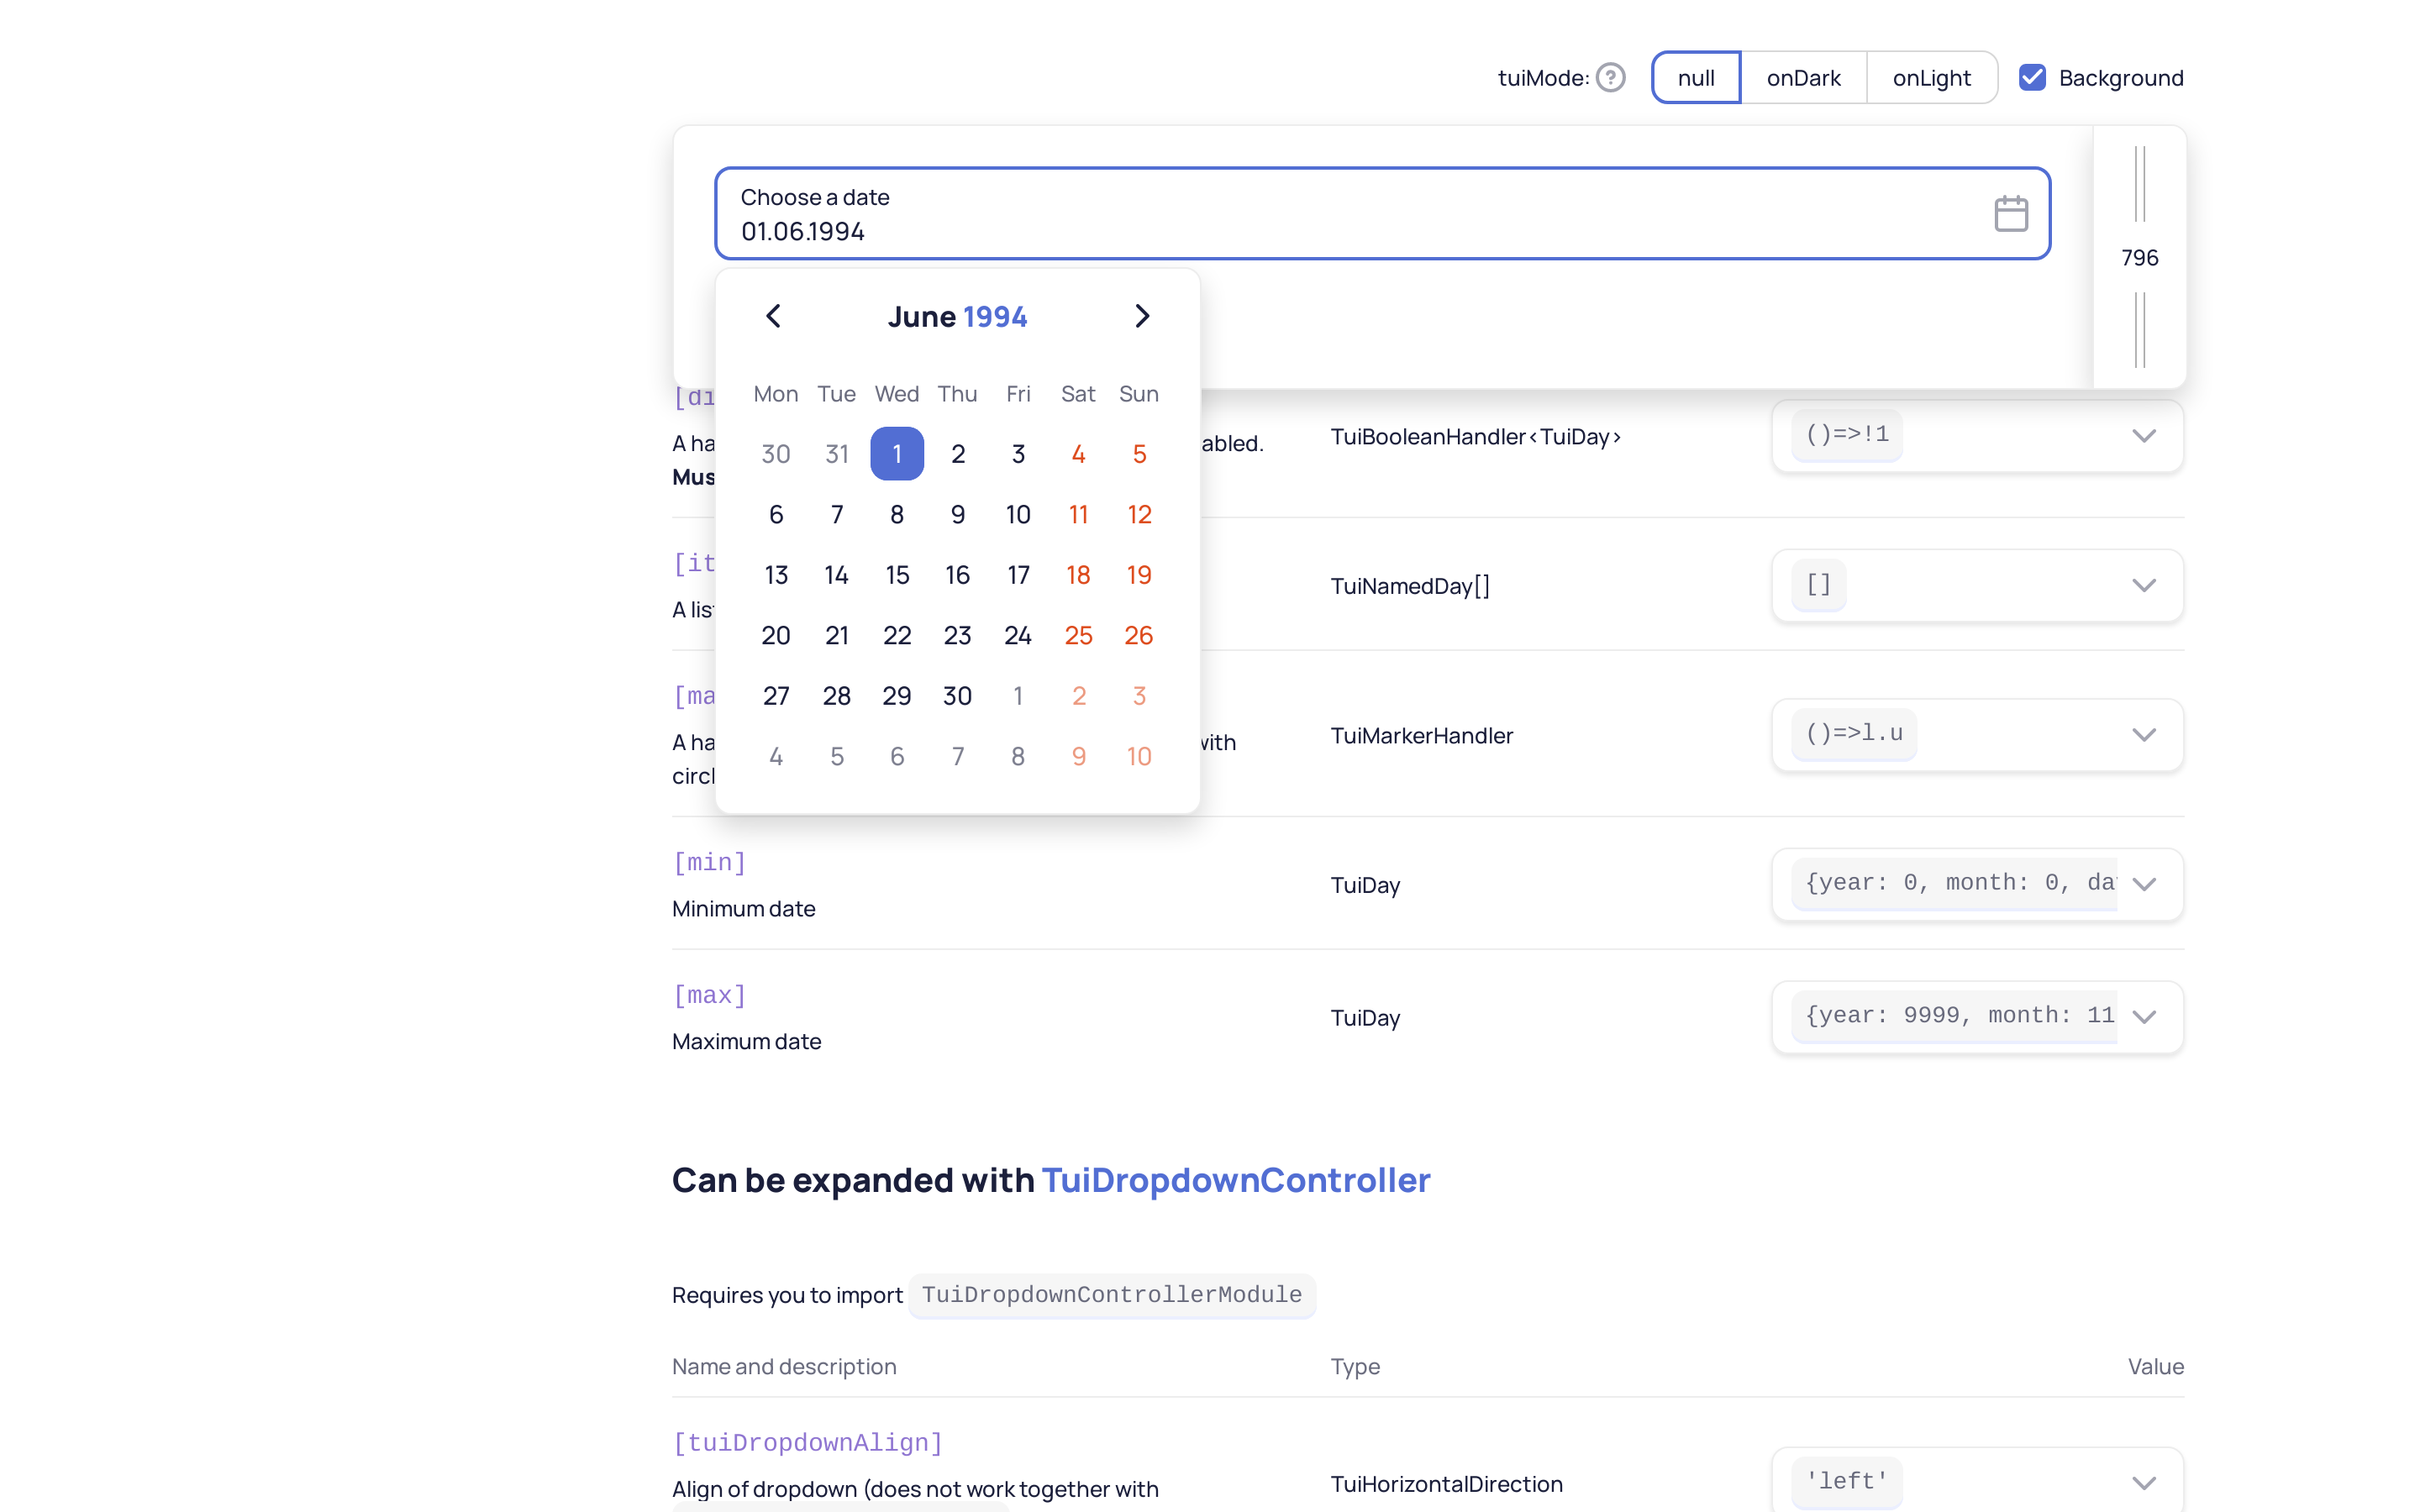 tuiMode: ? null onDark onLight Background
Choose a date
01.06.1994
796
June 1994
Mon Tue Wed Thu Fri Sat Sun
30 31 1 2 3 4 5
6 7 8 9 10 11 12
13 14 15 16 17 18 19
20 21 22 23 24 25 26
27 28 29 30 1 2 3
4 5 6 7 8 9 10
[di
A ha abled.
Mus
TuiBooleanHandler<TuiDay>
()=>!1
[it
A lis
TuiNamedDay[]
[]
[ma
A ha with
circ
TuiMarkerHandler
()=>l.u
[min]
Minimum date
TuiDay
{year: 0, month: 0, da
[max]
Maximum date
TuiDay
{year: 9999, month: 11
Can be expanded with TuiDropdownController
Requires you to import TuiDropdownControllerModule
Name and description Type Value
[tuiDropdownAlign]
Align of dropdown (does not work together with
TuiHorizontalDirection
'left'